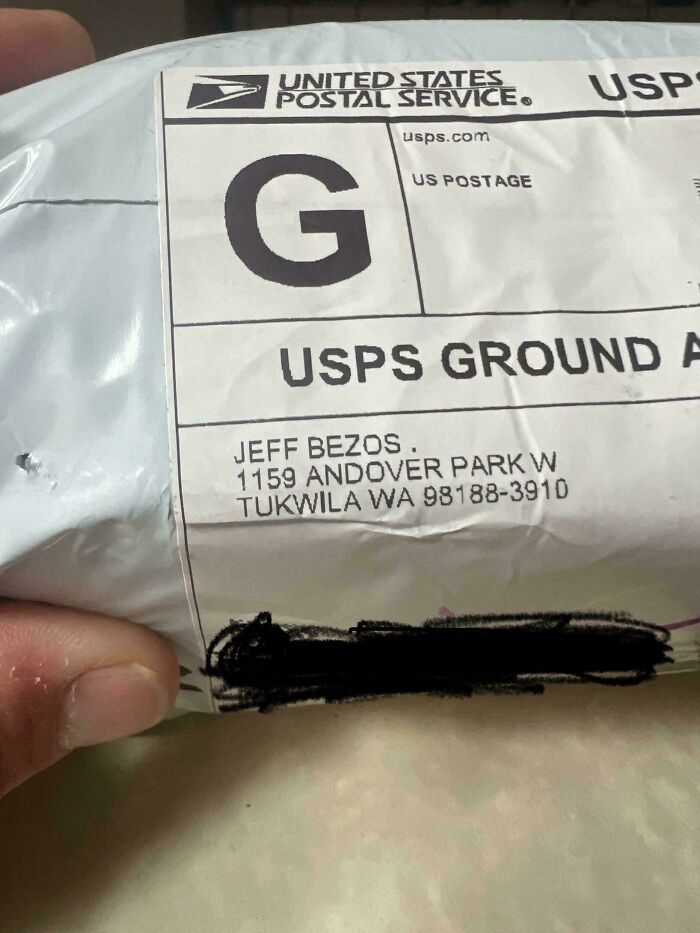 UNITED STATES
POSTAL SERVICE®
USPS
G
usps.com
US POSTAGE
USPS GROUND A
JEFF BEZOS .
1159 ANDOVER PARK W
TUKWILA WA 98188-3910